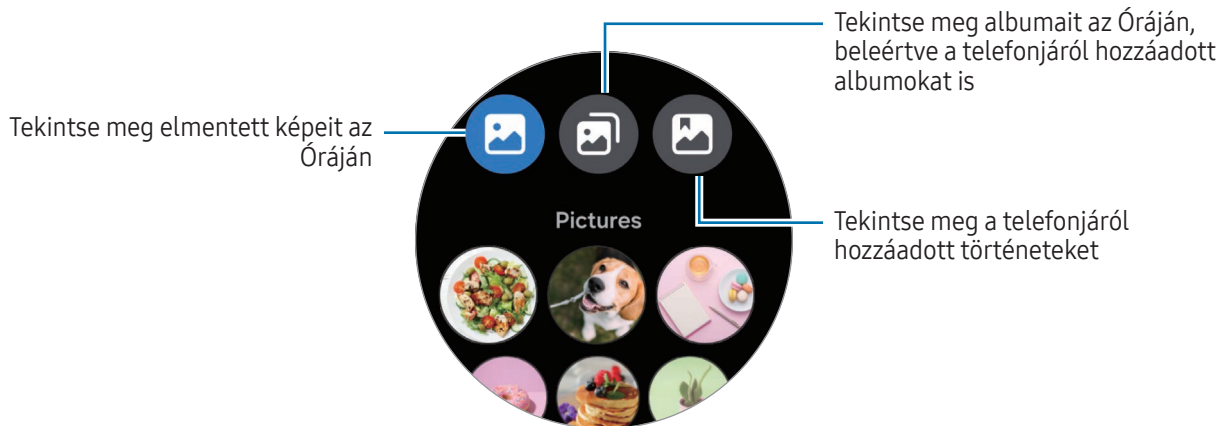 Tekintse meg albumait az Óráján,
beleértve a telefonjáról hozzáadott
albumokat is
Tekintse meg elmentett képeit az
Óráján
Pictures
Tekintse meg a telefonjáról
hozzáadott történeteket